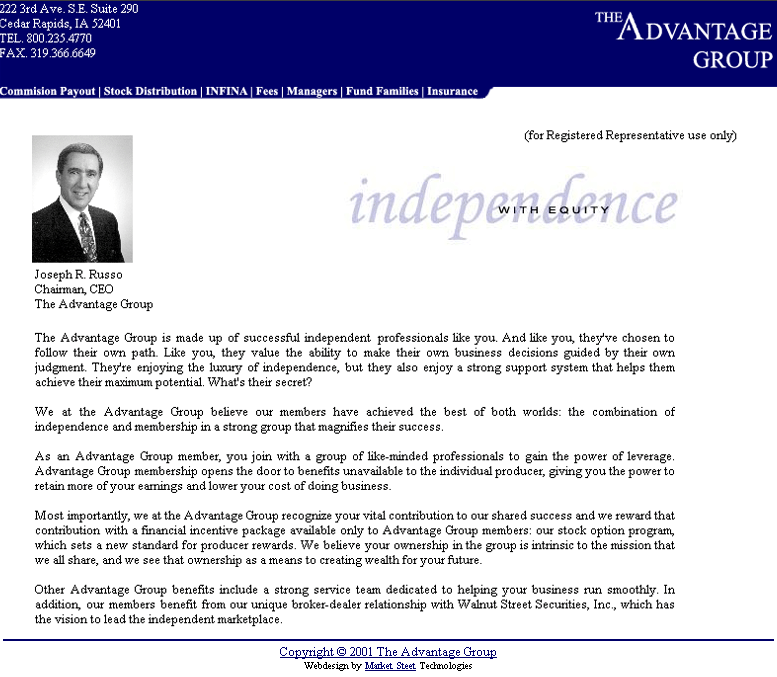 222 3rd Ave. S.E. Suite 290
Cedar Rapids, IA 52401
TEL. 800.235.4770
FAX. 319.366.6649
THE ADVANTAGE
GROUP
Commision Payout | Stock Distribution | INFINA | Fees | Managers | Fund Families | Insurance
(for Registered Representative use only)
independence
WITH EQUITY
Joseph R. Russo
Chairman, CEO
The Advantage Group
The Advantage Group is made up of successful independent professionals like you. And like you, they've chosen to
follow their own path. Like you, they value the ability to make their own business decisions guided by their own
judgment. They're enjoying the luxury of independence, but they also enjoy a strong support system that helps them
achieve their maximum potential. What's their secret?
We at the Advantage Group believe our members have achieved the best of both worlds: the combination of
independence and membership in a strong group that magnifies their success.
As an Advantage Group member, you join with a group of like-minded professionals to gain the power of leverage.
Advantage Group membership opens the door to benefits unavailable to the individual producer, giving you the power to
retain more of your earnings and lower your cost of doing business.
Most importantly, we at the Advantage Group recognize your vital contribution to our shared success and we reward that
contribution with a financial incentive package available only to Advantage Group members: our stock option program,
which sets a new standard for producer rewards. We believe your ownership in the group is intrinsic to the mission that
we all share, and we see that ownership as a means to creating wealth for your future.
Other Advantage Group benefits include a strong service team dedicated to helping your business run smoothly. In
addition, our members benefit from our unique broker-dealer relationship with Walnut Street Securities, Inc., which has
the vision to lead the independent marketplace.
Copyright © 2001 The Advantage Group
Webdesign by Market Steet Technologies